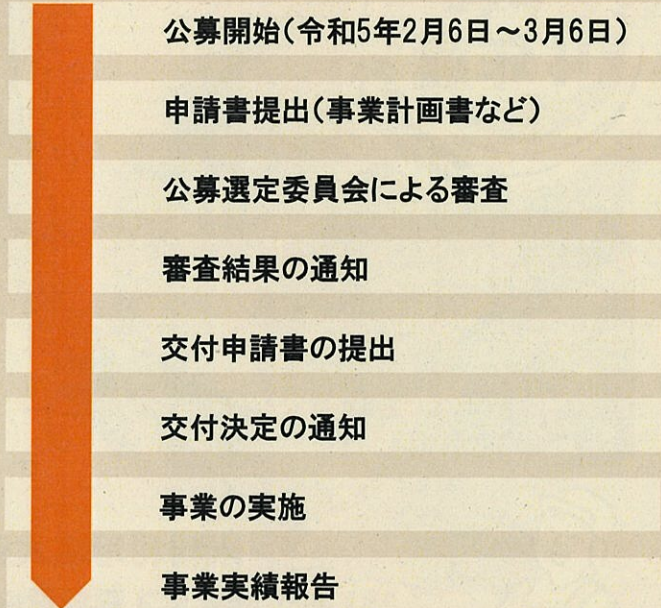 公募開始(令和5年2月6日～3月6日)
申請書提出(事業計画書など)
公募選定委員会による審査
審査結果の通知
交付申請書の提出
交付決定の通知
事業の実施
事業実績報告